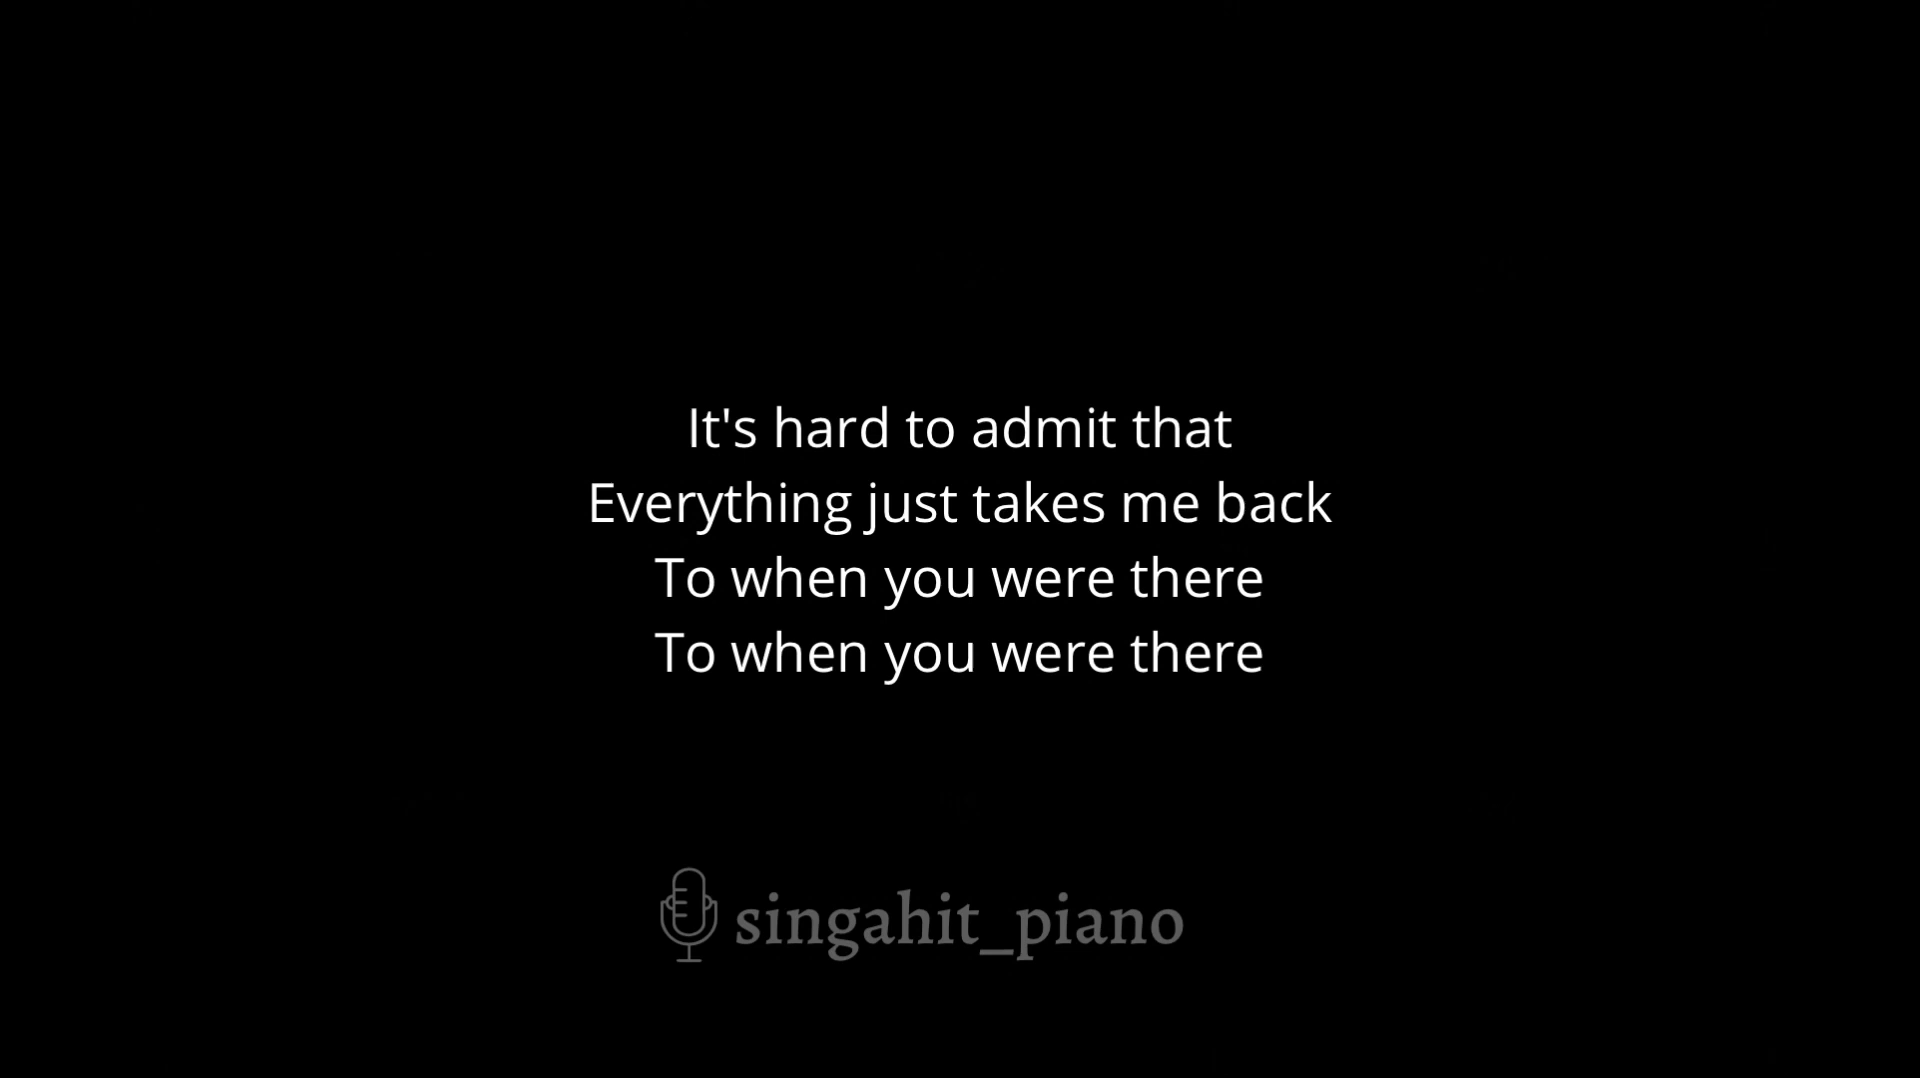 It's hard to admit that
Everything just takes me back
To when you were there
To when you were there
singahit_piano